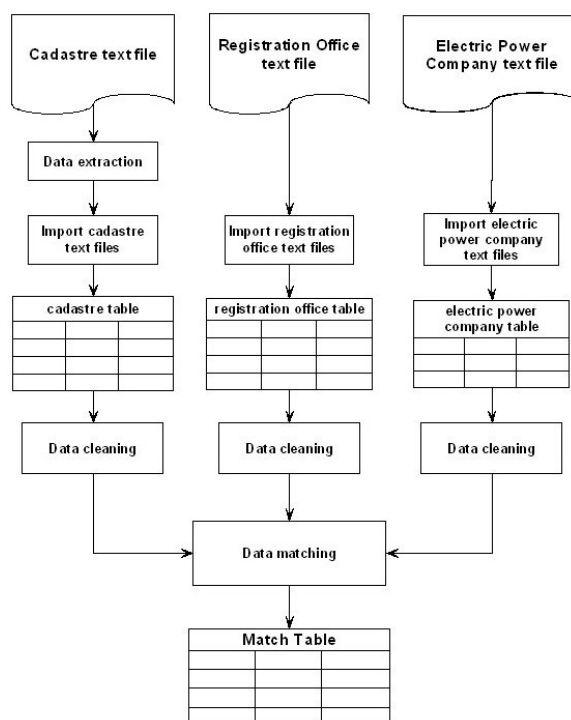 Cadastre text file
Registration Office
text file
Electric Power
Company text file
Data extraction
Import cadastre
text files
Import registration
office text files
Import electric
power company
text files
cadastre table
registration office table
electric power
company table
Data cleaning
Data cleaning
Data cleaning
Data matching
Match Table